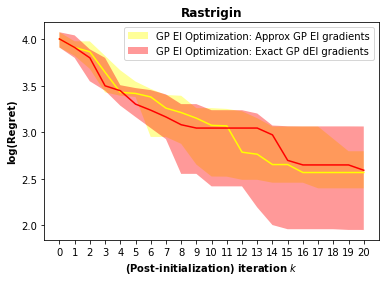 Rastrigin
GP EI Optimization: Approx GP EI gradients
GP EI Optimization: Exact GP dEI gradients
log(Regret)
4.0
3.5
3.0
2.5
2.0
0 1 2 3 4 5 6 7 8 9 10 11 12 13 14 15 16 17 18 19 20
(Post-initialization) iteration k